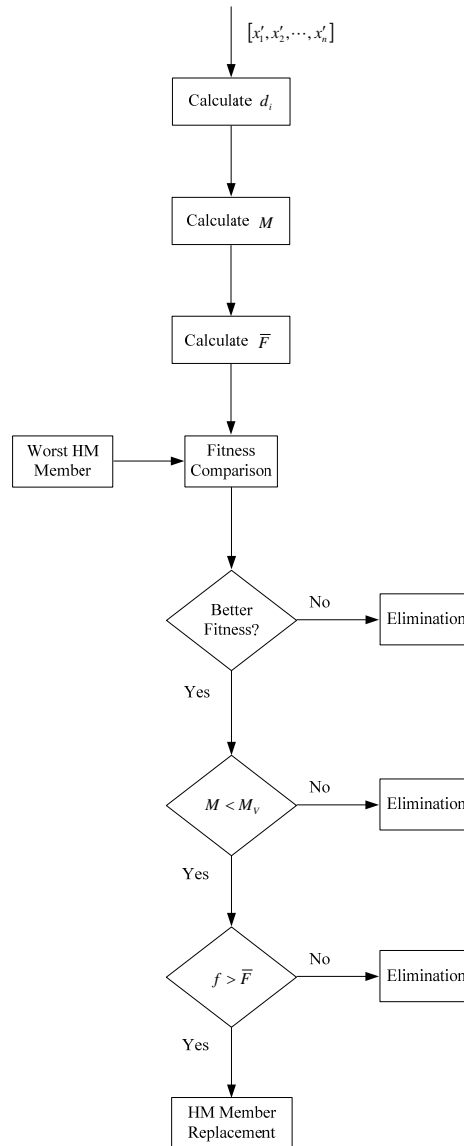 [x′₁, x′₂, ⋯, x′ₙ]
Calculate dᵢ
Calculate M
Calculate F̅
Worst HM
Member
Fitness
Comparison
Better
Fitness?
No
Elimination
Yes
M < M_V
No
Elimination
Yes
f > F̅
No
Elimination
Yes
HM Member
Replacement